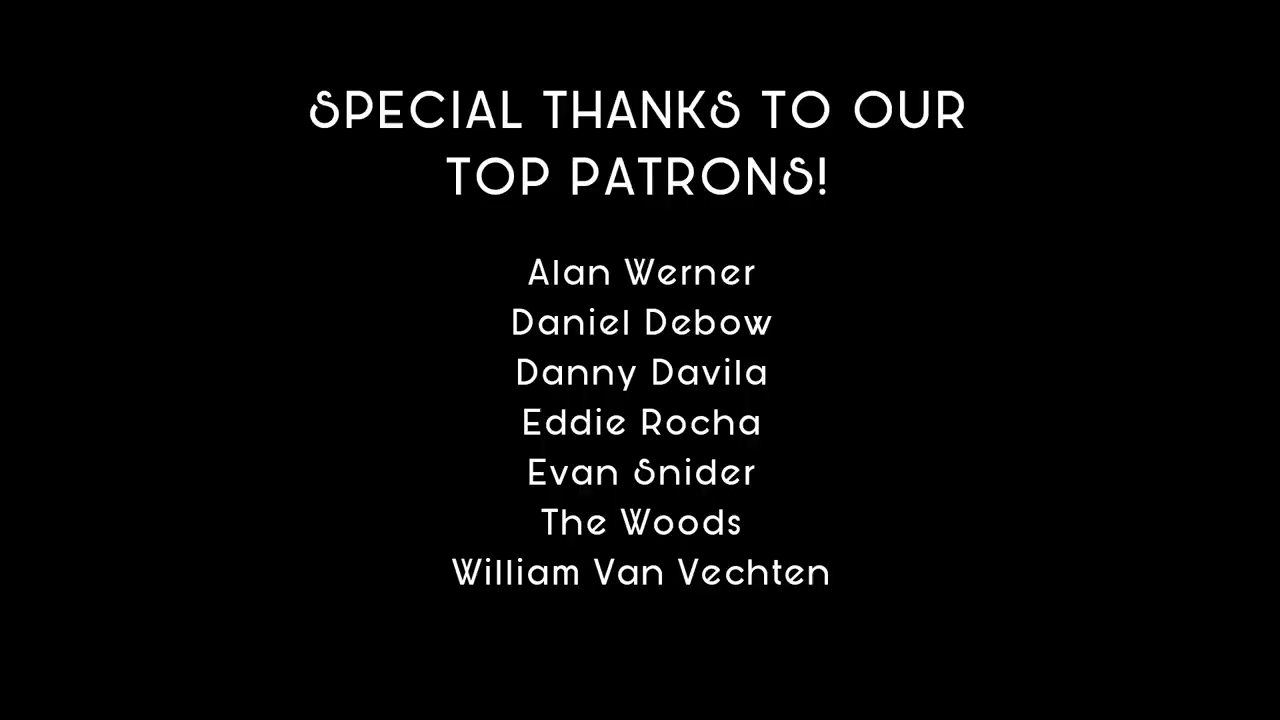 SPECIAL THANKS TO OUR
TOP PATRONS!
Alan Werner
Daniel Debow
Danny Davila
Eddie Rocha
Evan Snider
The Woods
William Van Vechten